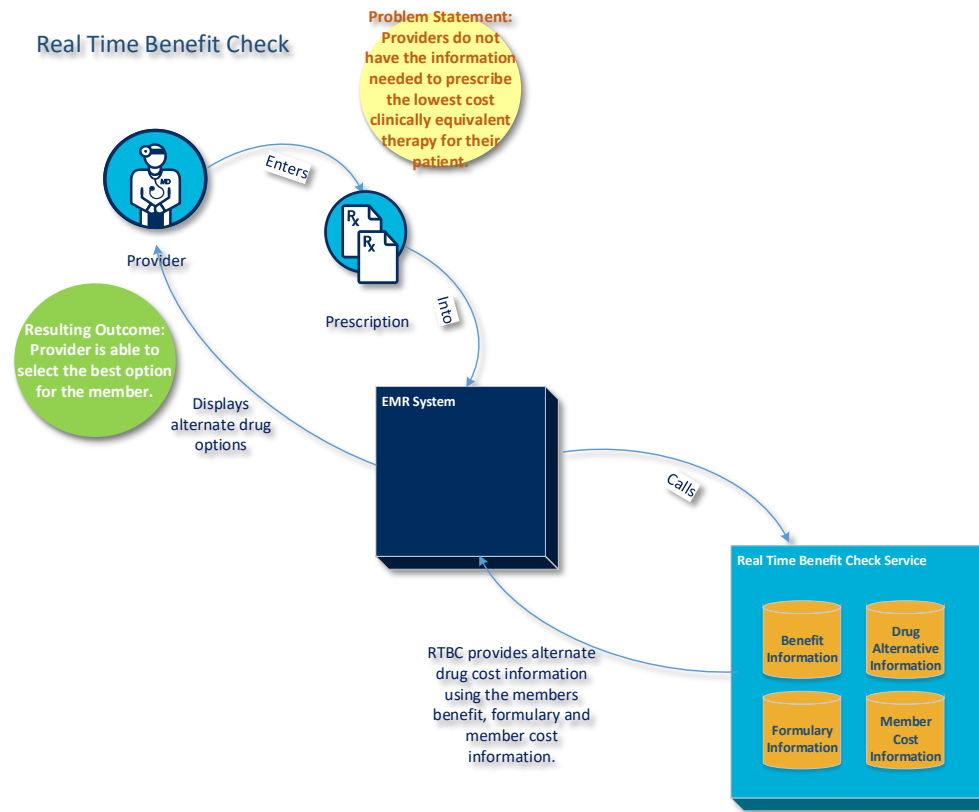 Real Time Benefit Check
Problem Statement:
Providers do not
have the information
needed to prescribe
the lowest cost
clinically equivalent
therapy for their
patient.
Enters
MD
Rx
Rx
Provider
Prescription
Into
Resulting Outcome:
Provider is able to
select the best option
for the member.
Displays
alternate drug
options
EMR System
Calls
Real Time Benefit Check Service
Benefit
Information
Drug
Alternative
Information
Formulary
Information
Member
Cost
Information
RTBC provides alternate
drug cost information
using the members
benefit, formulary and
member cost
information.